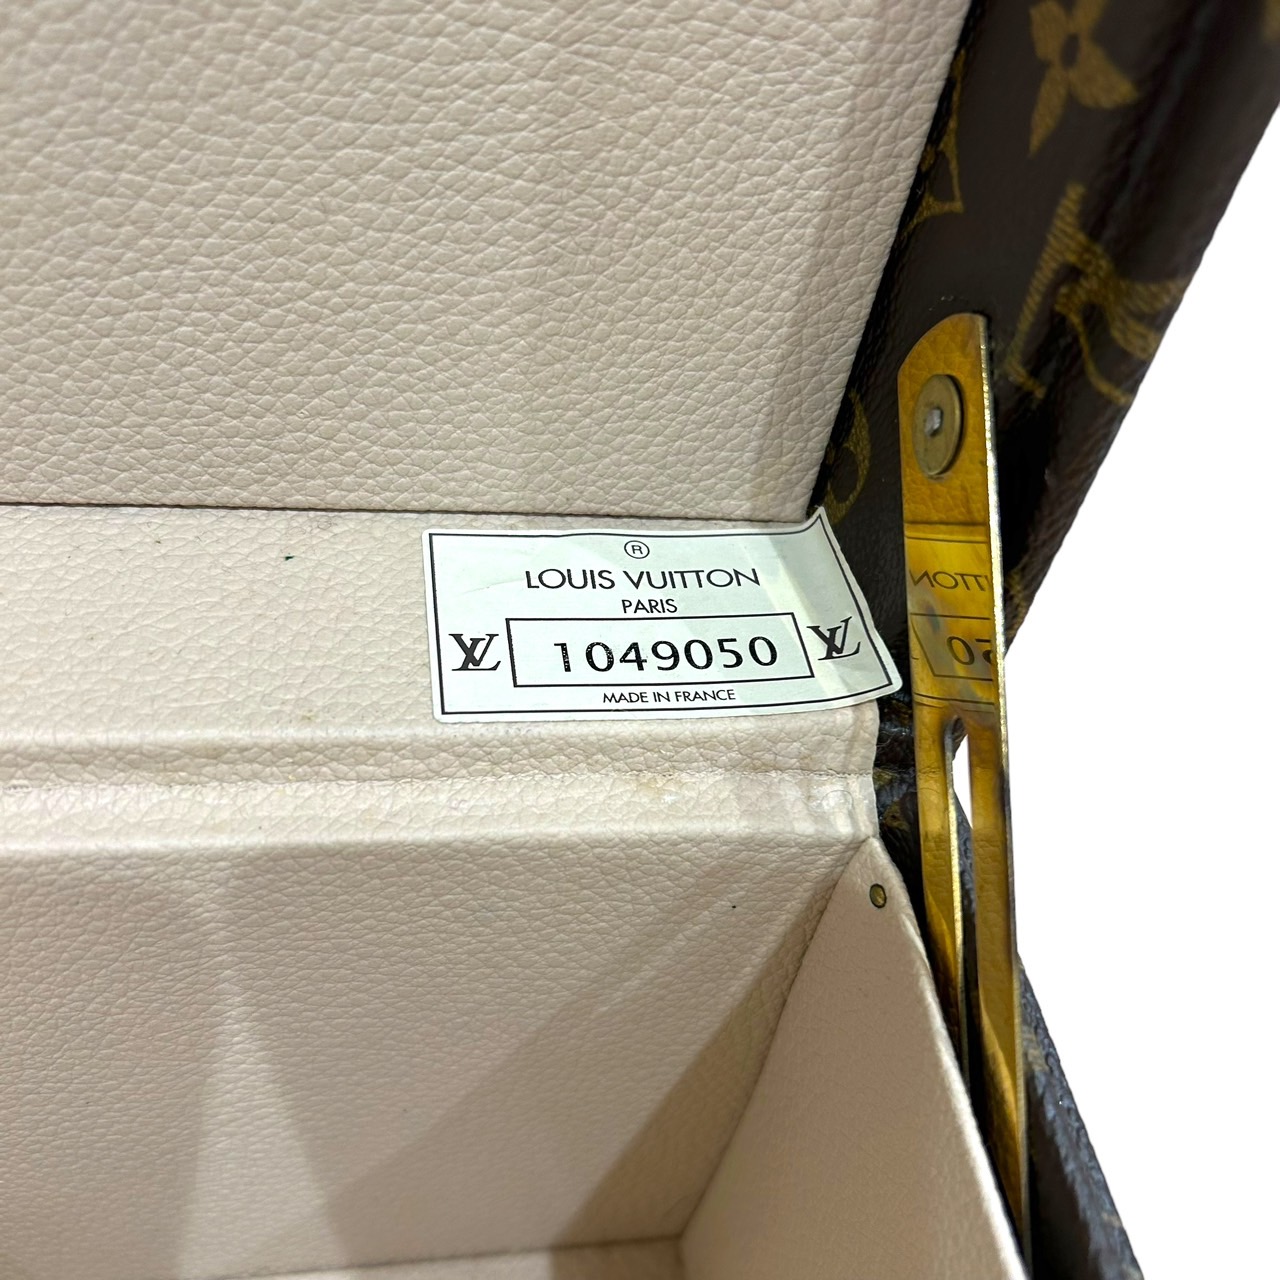 ®
LOUIS VUITTON
PARIS
LV 1049050 LV
MADE IN FRANCE